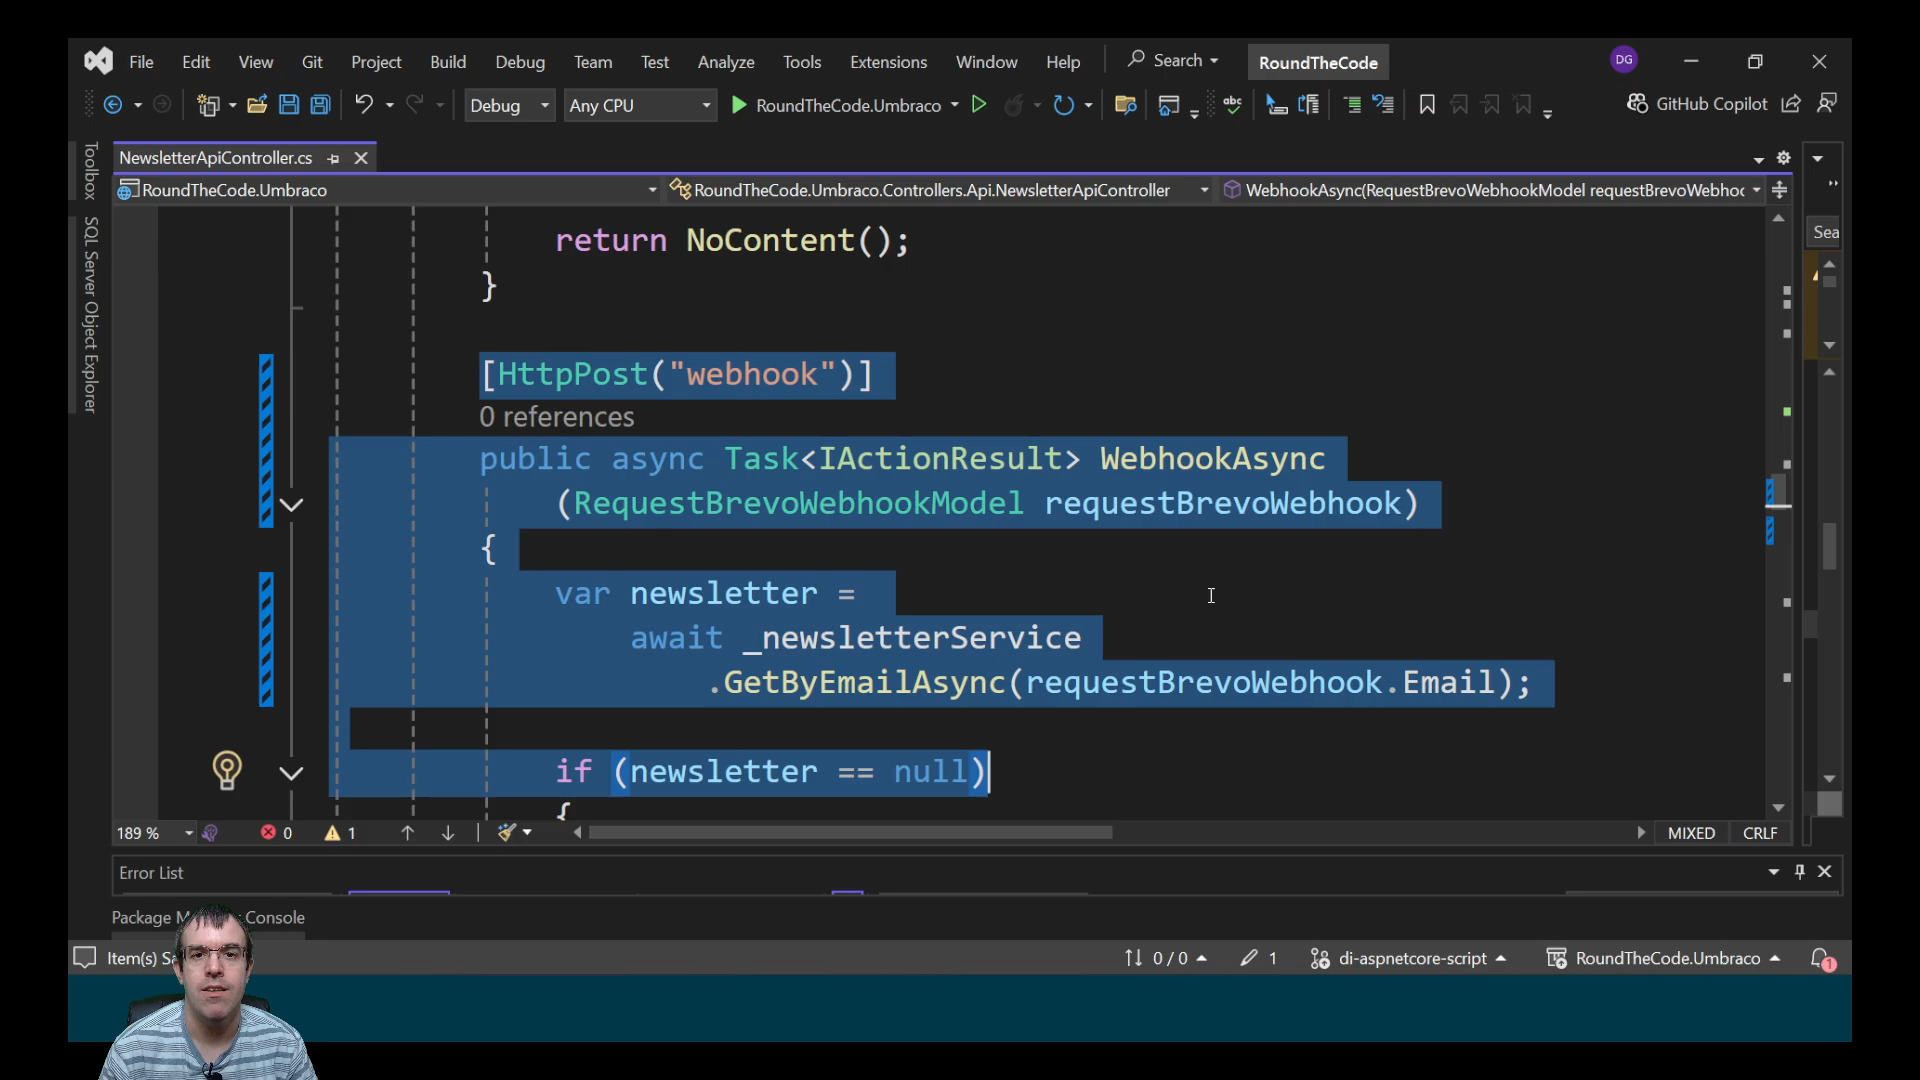 File Edit View Git Project Build Debug Team Test Analyze Tools Extensions Window Help Search RoundTheCode DG
Debug Any CPU RoundTheCode.Umbraco abc GitHub Copilot
Toolbox
SQL Server Object Explorer
NewsletterApiController.cs
RoundTheCode.Umbraco RoundTheCode.Umbraco.Controllers.Api.NewsletterApiController WebhookAsync(RequestBrevoWebhookModel requestBrevoWebhoo
Sea
return NoContent();
}
[HttpPost("webhook")]
0 references
public async Task<IActionResult> WebhookAsync
(RequestBrevoWebhookModel requestBrevoWebhook)
{
var newsletter =
await _newsletterService
.GetByEmailAsync(requestBrevoWebhook.Email);
if (newsletter == null)
{
189 % 0 1 MIXED CRLF
Error List
Package M Console
Item(s) Sa 0 / 0 1 di-aspnetcore-script RoundTheCode.Umbraco 1